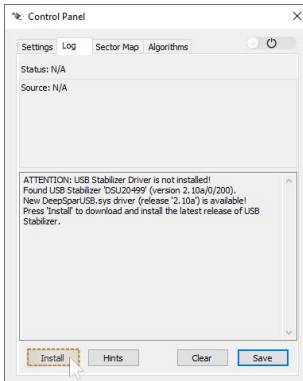 Control Panel
Settings Log Sector Map Algorithms
Status: N/A
Source: N/A
ATTENTION: USB Stabilizer Driver is not installed!
Found USB Stabilizer 'DSU20499' (version 2.10a/0/200).
New DeepSparUSB.sys driver (release '2.10a') is available!
Press 'Install' to download and install the latest release of USB
Stabilizer.
Install Hints Clear Save